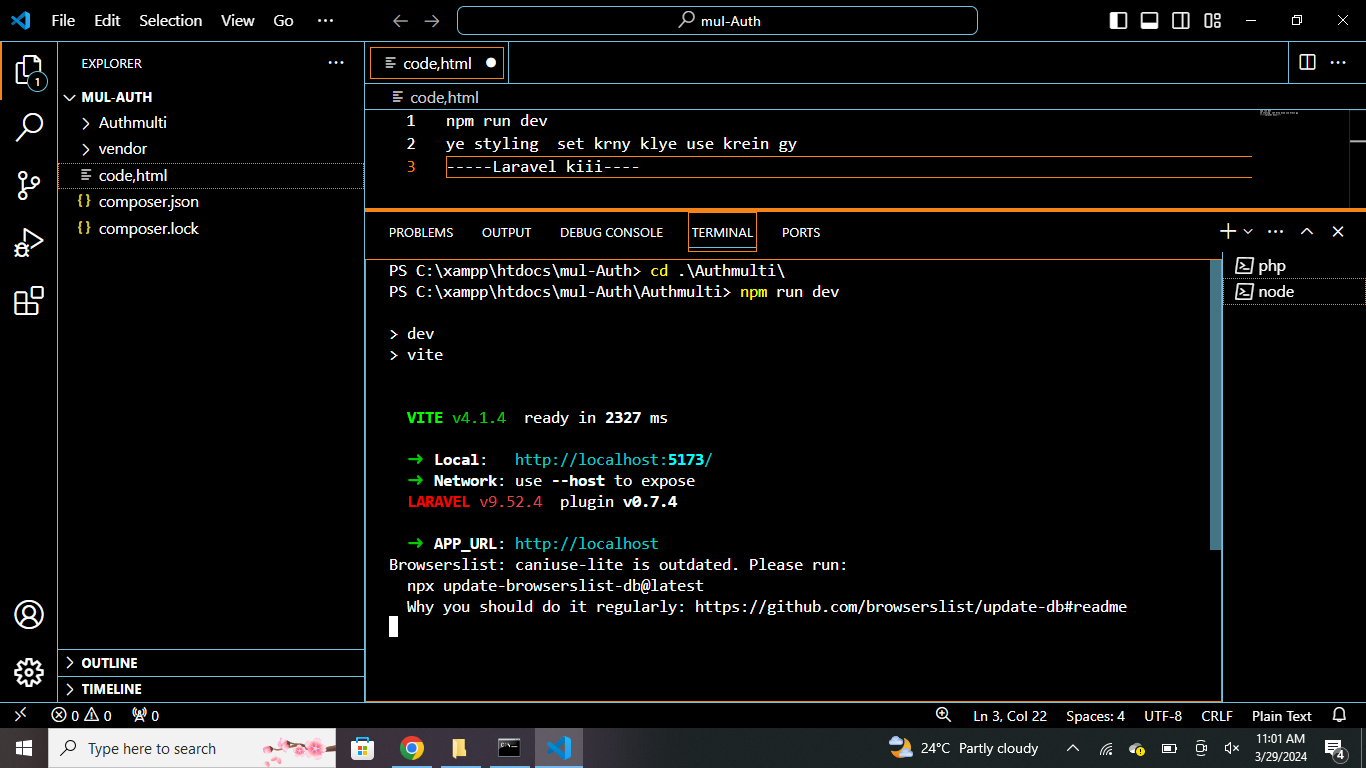 File Edit Selection View Go ···
mul-Auth
EXPLORER ···
1
MUL-AUTH
Authmulti
vendor
code,html
composer.json
composer.lock
OUTLINE
TIMELINE
code,html
···
code,html
1 npm run dev
2 ye styling  set krny klye use krein gy
3 -----Laravel kiii----
PROBLEMS OUTPUT DEBUG CONSOLE TERMINAL PORTS
···
PS C:\xampp\htdocs\mul-Auth> cd .\Authmulti\
PS C:\xampp\htdocs\mul-Auth\Authmulti> npm run dev
> dev
> vite
VITE v4.1.4  ready in 2327 ms
➜ Local:   http://localhost:5173/
➜ Network: use --host to expose
LARAVEL v9.52.4  plugin v0.7.4
➜ APP_URL: http://localhost
Browserslist: caniuse-lite is outdated. Please run:
npx update-browserslist-db@latest
Why you should do it regularly: https://github.com/browserslist/update-db#readme
php
node
0 0 0
Ln 3, Col 22 Spaces: 4 UTF-8 CRLF Plain Text
Type here to search
24°C Partly cloudy
11:01 AM
3/29/2024
4